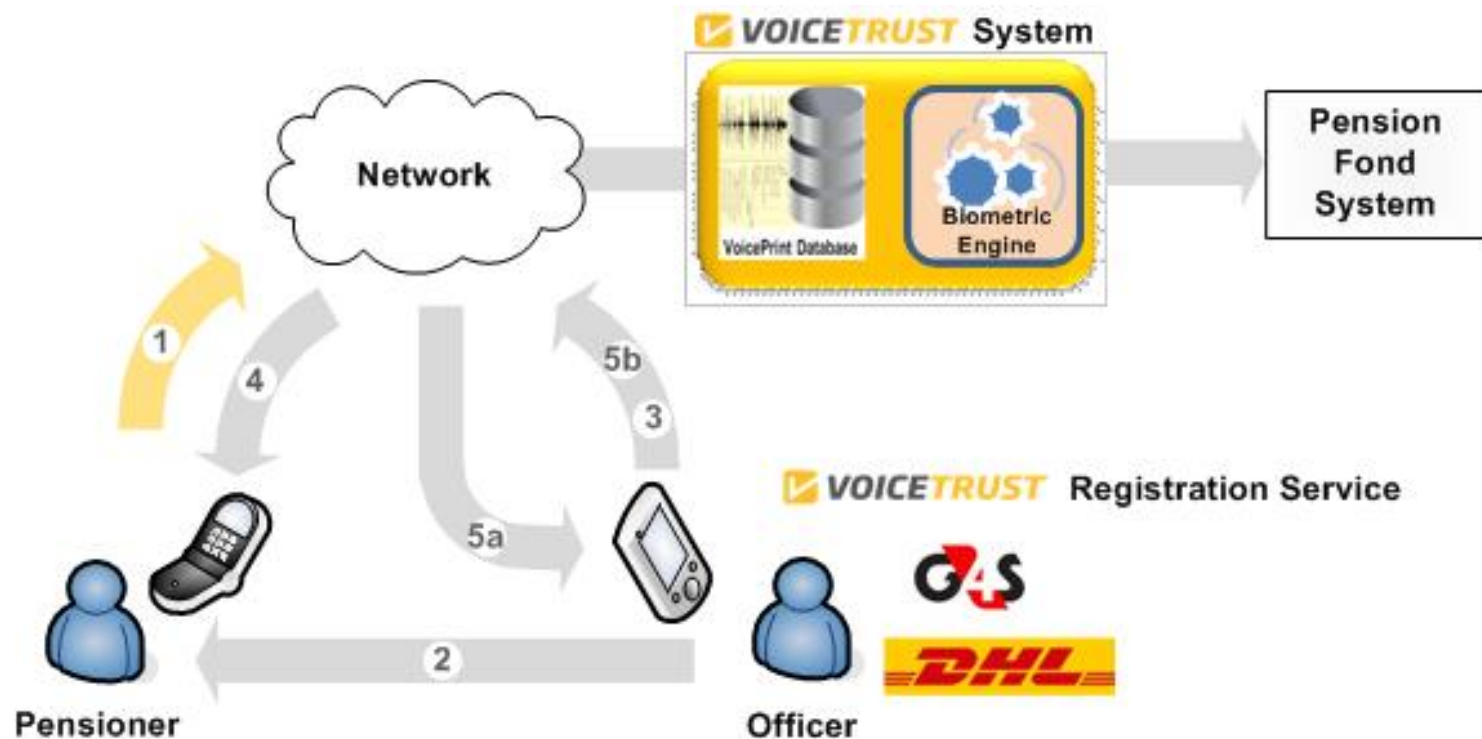 VOICETRUST System
Network
VoicePrint Database
Biometric
Engine
Pension
Fond
System
1
4
5b
3
5a
VOICETRUST Registration Service
G4S
2
DHL
Pensioner
Officer